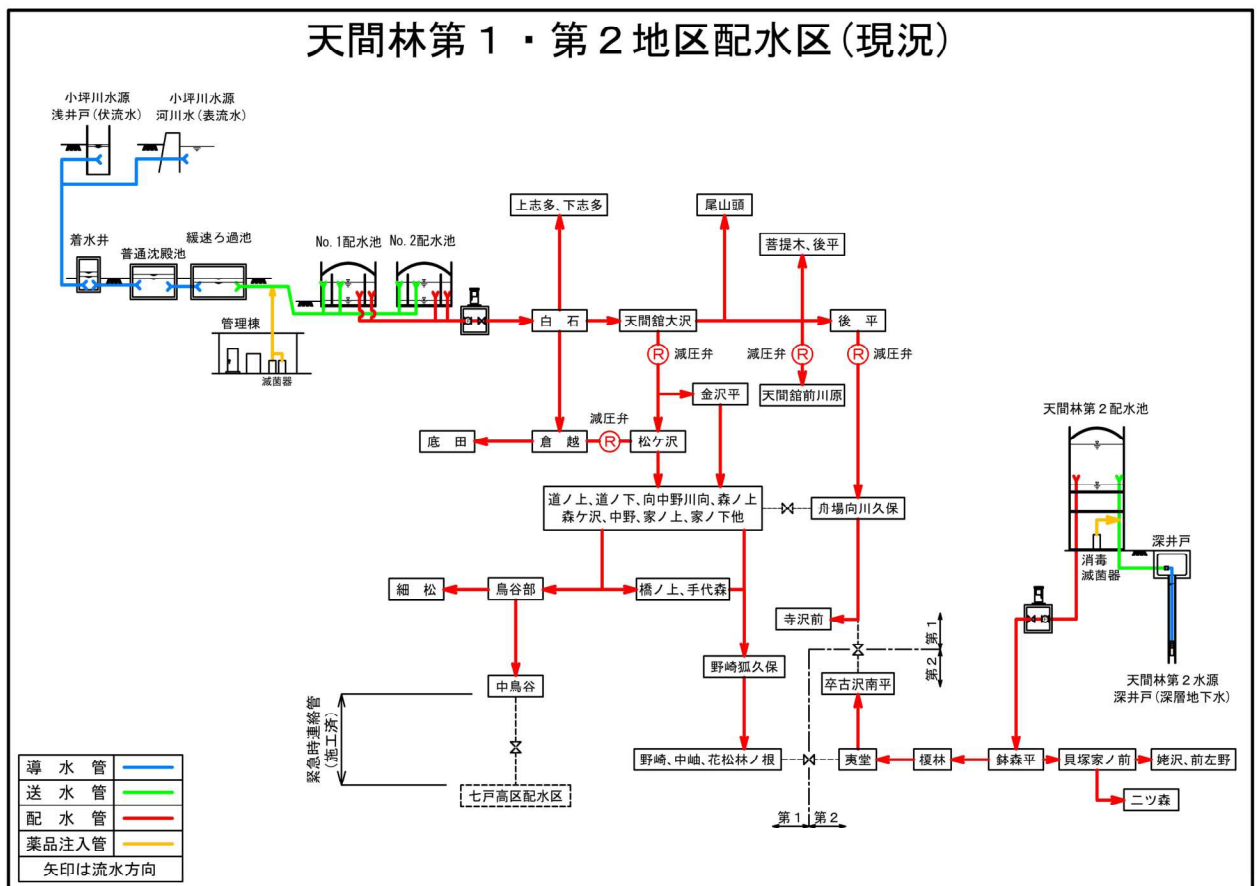 天間林第1・第2地区配水区(現況)
小坪川水源
浅井戸(伏流水)
小坪川水源
河川水(表流水)
着水井
普通沈殿池
緩速ろ過池
No.1配水池
No.2配水池
管理棟
滅菌器
上志多、下志多
尾山頭
菩提木、後平
白石
天間舘大沢
後平
R
減圧弁
減圧弁
R
R
減圧弁
金沢平
天間舘前川原
減圧弁
底田
倉越
R
松ケ沢
道ノ上、道ノ下、向中野川向、森ノ上
森ケ沢、中野、家ノ上、家ノ下他
舟場向川久保
天間林第2配水池
消毒
滅菌器
深井戸
細松
鳥谷部
橋ノ上、手代森
寺沢前
第1
第2
野崎狐久保
中鳥谷
卒古沢南平
天間林第2水源
深井戸(深層地下水)
緊急時連絡管
(施工済)
野崎、中岫、花松林ノ根
夷堂
榎林
鉢森平
貝塚家ノ前
姥沢、前左野
七戸高区配水区
二ツ森
第1
第2
導水管
送水管
配水管
薬品注入管
矢印は流水方向